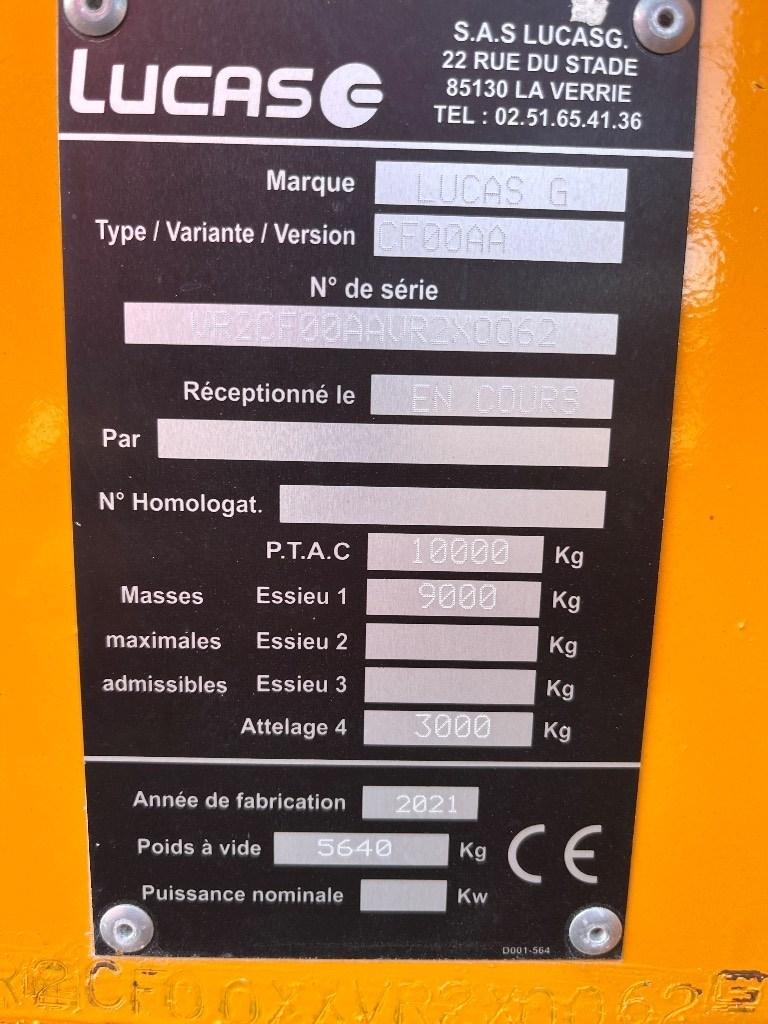 LUCAS G
S.A.S LUCASG.
22 RUE DU STADE
85130 LA VERRIE
TEL : 02.51.65.41.36
Marque LUCAS G
Type / Variante / Version CF00AA
N° de série
VR2CF00AAVR2X0062
Réceptionné le EN COURS
Par
N° Homologat.
P.T.A.C 10000 Kg
Masses Essieu 1 9000 Kg
maximales Essieu 2 Kg
admissibles Essieu 3 Kg
Attelage 4 3000 Kg
Année de fabrication 2021
Poids à vide 5640 Kg
CE
Puissance nominale Kw
D001-564
R2CF00XXVR2X0062